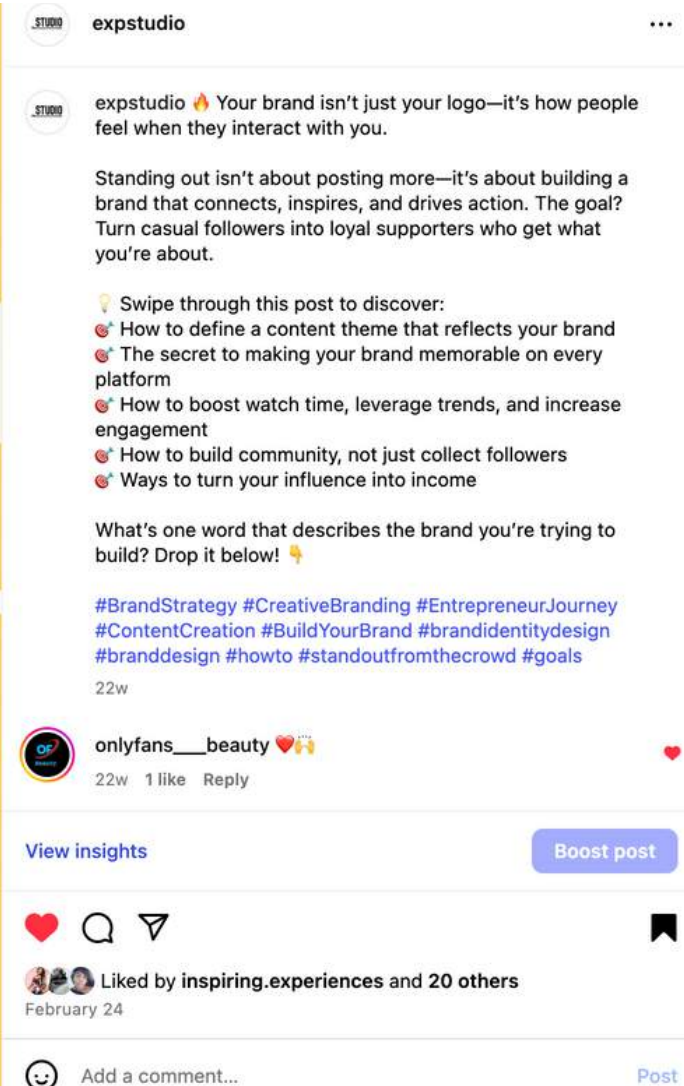 STUDIO
expstudio
...
STUDIO
expstudio 🔥 Your brand isn’t just your logo—it’s how people
feel when they interact with you.
Standing out isn’t about posting more—it’s about building a
brand that connects, inspires, and drives action. The goal?
Turn casual followers into loyal supporters who get what
you’re about.
💡 Swipe through this post to discover:
🎯 How to define a content theme that reflects your brand
🎯 The secret to making your brand memorable on every
platform
🎯 How to boost watch time, leverage trends, and increase
engagement
🎯 How to build community, not just collect followers
🎯 Ways to turn your influence into income
What’s one word that describes the brand you’re trying to
build? Drop it below! 👇
#BrandStrategy #CreativeBranding #EntrepreneurJourney
#ContentCreation #BuildYourBrand #brandidentitydesign
#branddesign #howto #standoutfromthecrowd #goals
22w
OF
Beauty
onlyfans___beauty ❤️🙌
22w 1 like Reply
View insights
Boost post
Liked by inspiring.experiences and 20 others
February 24
Add a comment...
Post